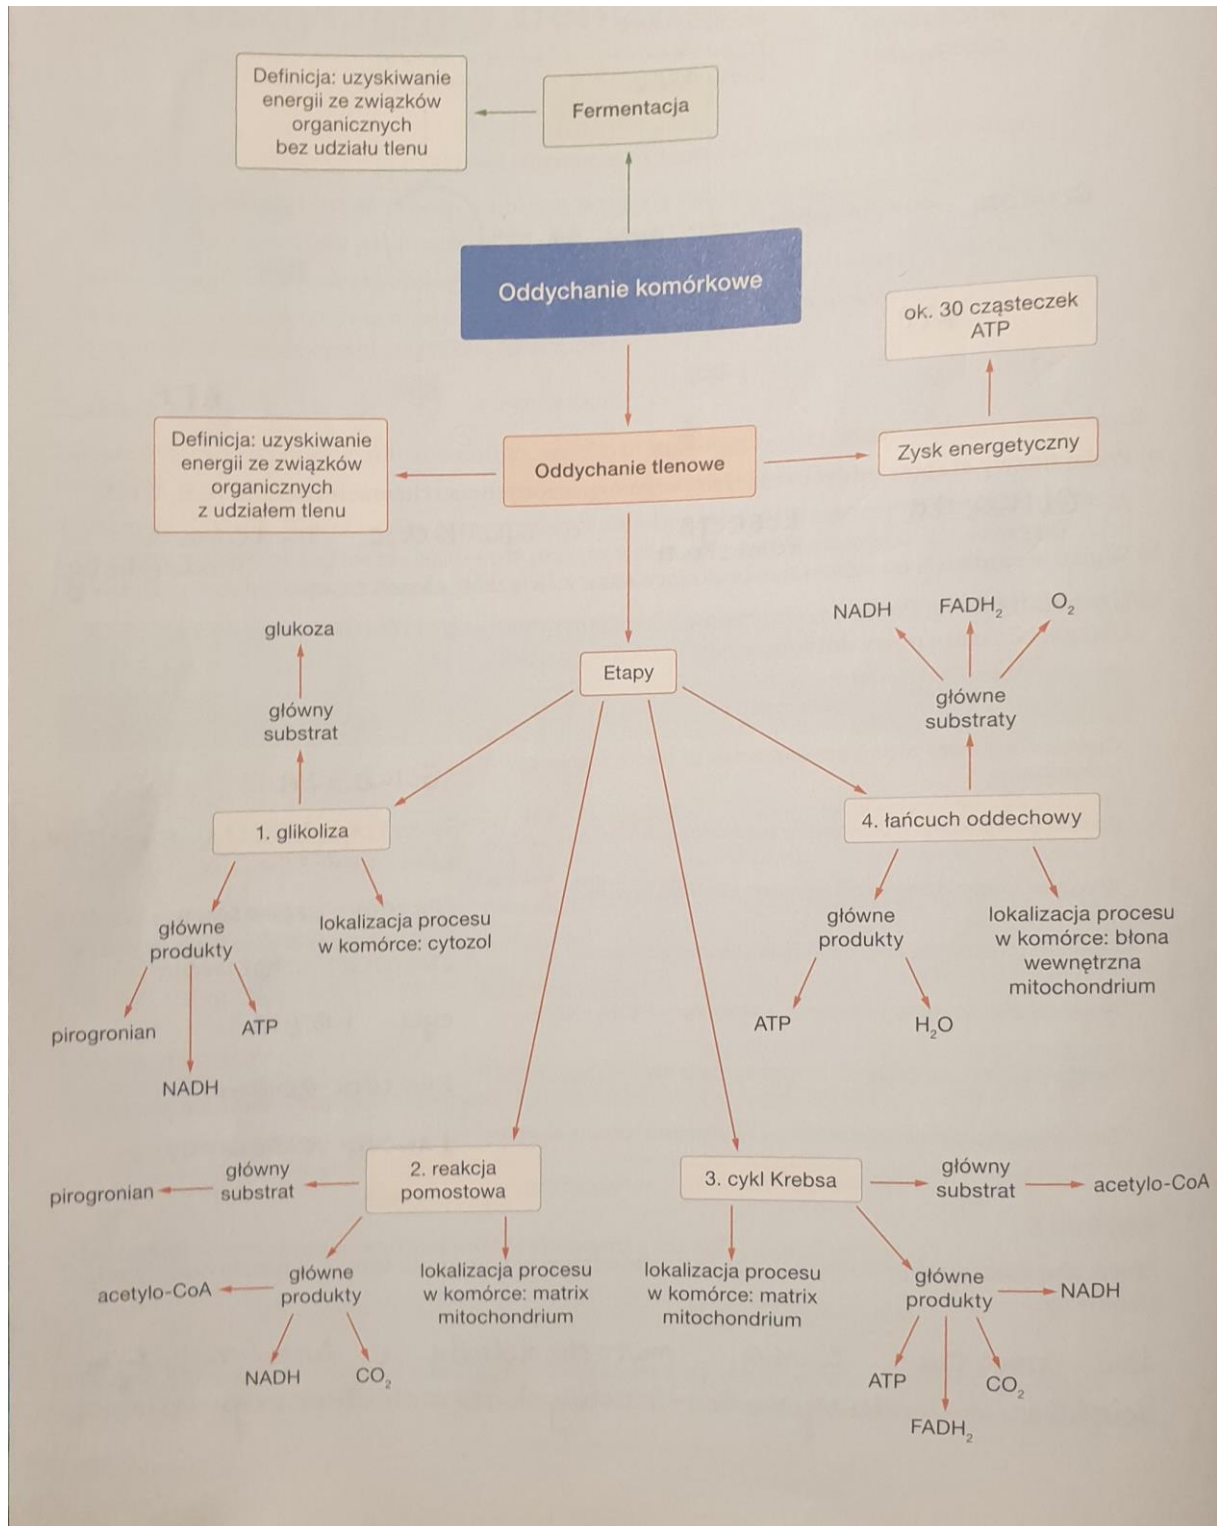 Definicja: uzyskiwanie
energii ze związków
organicznych
bez udziału tlenu
Fermentacja
Oddychanie komórkowe
ok. 30 cząsteczek
ATP
Definicja: uzyskiwanie
energii ze związków
organicznych
z udziałem tlenu
Oddychanie tlenowe
Zysk energetyczny
Etapy
glukoza
główny
substrat
1. glikoliza
główne
produkty
lokalizacja procesu
w komórce: cytozol
pirogronian
NADH
ATP
NADH
FADH₂
O₂
główne
substraty
4. łańcuch oddechowy
główne
produkty
lokalizacja procesu
w komórce: błona
wewnętrzna
mitochondrium
ATP
H₂O
2. reakcja
pomostowa
główny
substrat
pirogronian
główne
produkty
acetylo-CoA
NADH
CO₂
lokalizacja procesu
w komórce: matrix
mitochondrium
3. cykl Krebsa
główny
substrat
acetylo-CoA
lokalizacja procesu
w komórce: matrix
mitochondrium
główne
produkty
NADH
ATP
FADH₂
CO₂